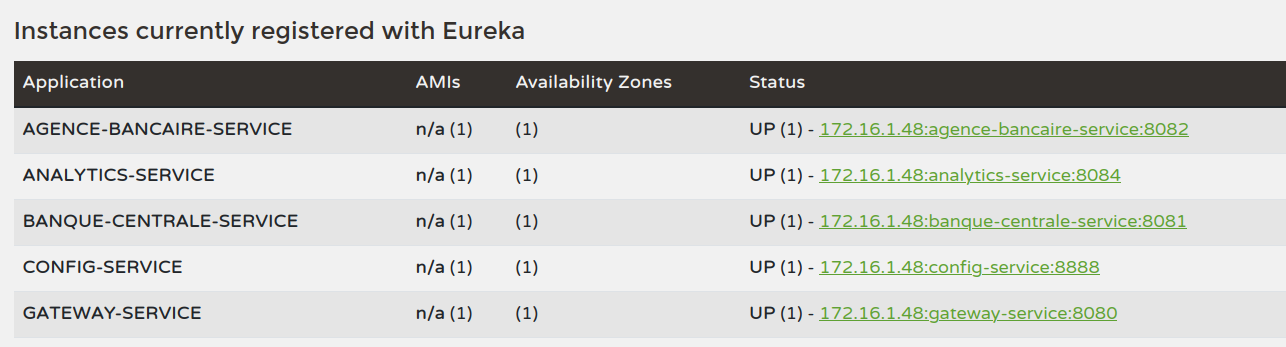 Instances currently registered with Eureka
Application AMIs Availability Zones Status
AGENCE-BANCAIRE-SERVICE n/a (1) (1) UP (1) - 172.16.1.48:agence-bancaire-service:8082
ANALYTICS-SERVICE n/a (1) (1) UP (1) - 172.16.1.48:analytics-service:8084
BANQUE-CENTRALE-SERVICE n/a (1) (1) UP (1) - 172.16.1.48:banque-centrale-service:8081
CONFIG-SERVICE n/a (1) (1) UP (1) - 172.16.1.48:config-service:8888
GATEWAY-SERVICE n/a (1) (1) UP (1) - 172.16.1.48:gateway-service:8080